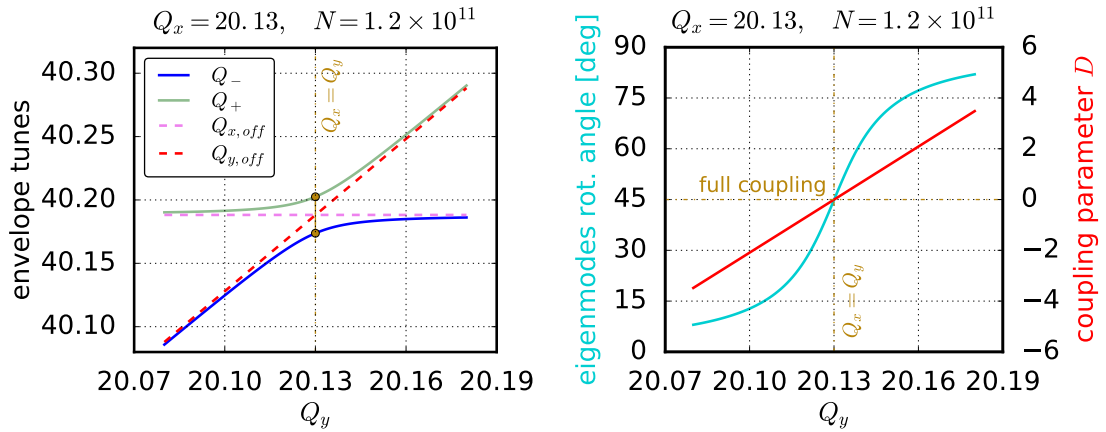 Q_x = 20.13, N = 1.2 × 10^11
envelope tunes
40.32
40.30
40.25
40.20
40.15
40.10
Q_-
Q_+
Q_x,off
Q_y,off
Q_x = Q_y
20.07 20.10 20.13 20.16 20.19
Q_y
Q_x = 20.13, N = 1.2 × 10^11
eigenmodes rot. angle [deg]
90
75
60
45
30
15
0
full coupling
Q_x = Q_y
6
4
2
0
−2
−4
−6
coupling parameter D
20.07 20.10 20.13 20.16 20.19
Q_y